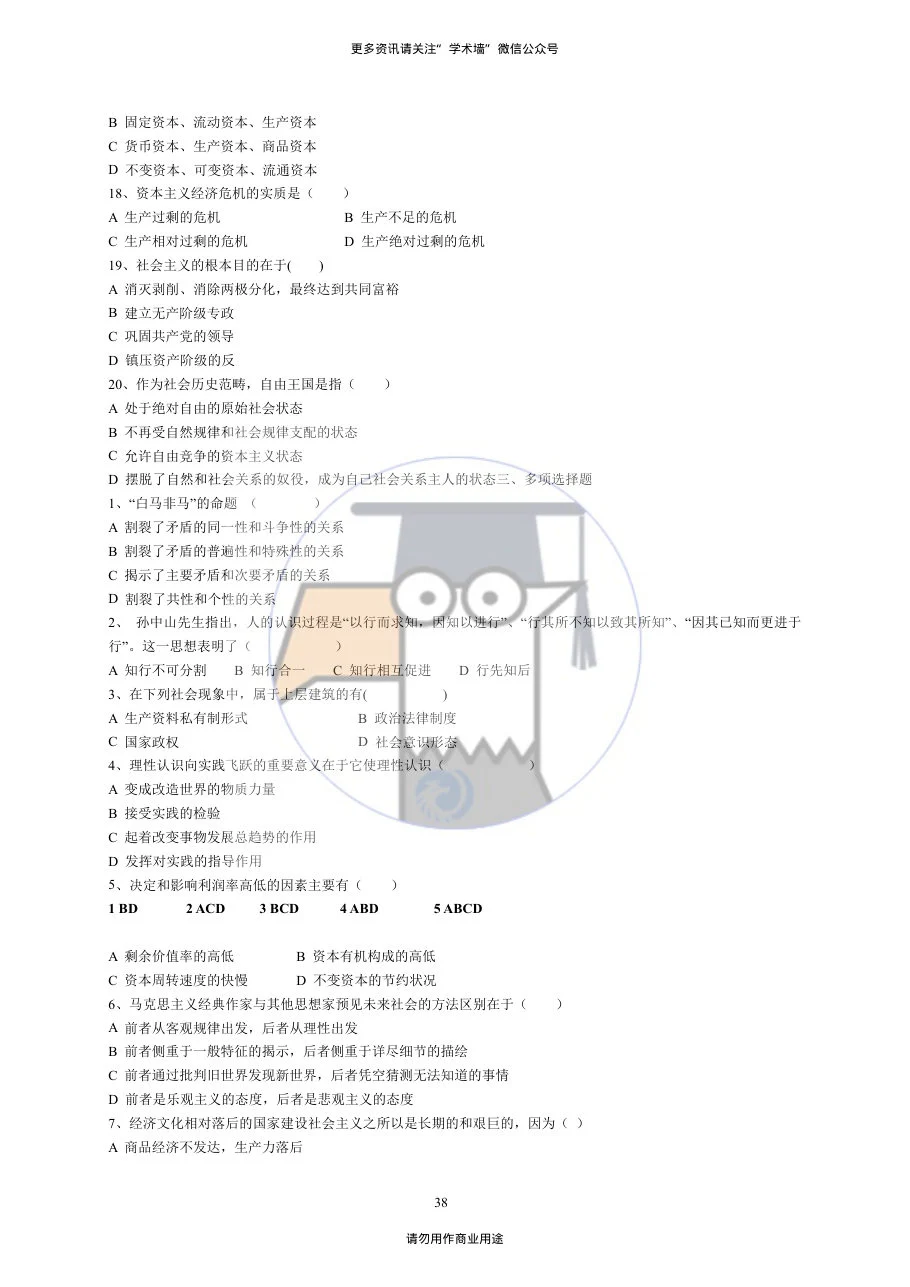 更多资讯请关注“学术墙”微信公众号
B 固定资本、流动资本、生产资本
C 货币资本、生产资本、商品资本
D 不变资本、可变资本、流通资本
18、资本主义经济危机的实质是（　　）
A 生产过剩的危机　　　　B 生产不足的危机
C 生产相对过剩的危机　　　　D 生产绝对过剩的危机
19、社会主义的根本目的在于(　　)
A 消灭剥削、消除两极分化，最终达到共同富裕
B 建立无产阶级专政
C 巩固共产党的领导
D 镇压资产阶级的反
20、作为社会历史范畴，自由王国是指（　　）
A 处于绝对自由的原始社会状态
B 不再受自然规律和社会规律支配的状态
C 允许自由竞争的资本主义状态
D 摆脱了自然和社会关系的奴役，成为自己社会关系主人的状态三、多项选择题
1、“白马非马”的命题 （　　　　）
A 割裂了矛盾的同一性和斗争性的关系
B 割裂了矛盾的普遍性和特殊性的关系
C 揭示了主要矛盾和次要矛盾的关系
D 割裂了共性和个性的关系
2、 孙中山先生指出，人的认识过程是“以行而求知，因知以进行”、“行其所不知以致其所知”、“因其已知而更进于
行”。这一思想表明了（　　　　）
A 知行不可分割　　B 知行合一　　C 知行相互促进　　D 行先知后
3、在下列社会现象中，属于上层建筑的有(　　　　)
A 生产资料私有制形式　　　　B 政治法律制度
C 国家政权　　　　D 社会意识形态
4、理性认识向实践飞跃的重要意义在于它使理性认识（　　　　）
A 变成改造世界的物质力量
B 接受实践的检验
C 起着改变事物发展总趋势的作用
D 发挥对实践的指导作用
5、决定和影响利润率高低的因素主要有（　　）
1 BD　　2 ACD　　3 BCD　　4 ABD　　5 ABCD
A 剩余价值率的高低　　　　B 资本有机构成的高低
C 资本周转速度的快慢　　　　D 不变资本的节约状况
6、马克思主义经典作家与其他思想家预见未来社会的方法区别在于（　　）
A 前者从客观规律出发，后者从理性出发
B 前者侧重于一般特征的揭示，后者侧重于详尽细节的描绘
C 前者通过批判旧世界发现新世界，后者凭空猜测无法知道的事情
D 前者是乐观主义的态度，后者是悲观主义的态度
7、经济文化相对落后的国家建设社会主义之所以是长期的和艰巨的，因为（ ）
A 商品经济不发达，生产力落后
38
请勿用作商业用途